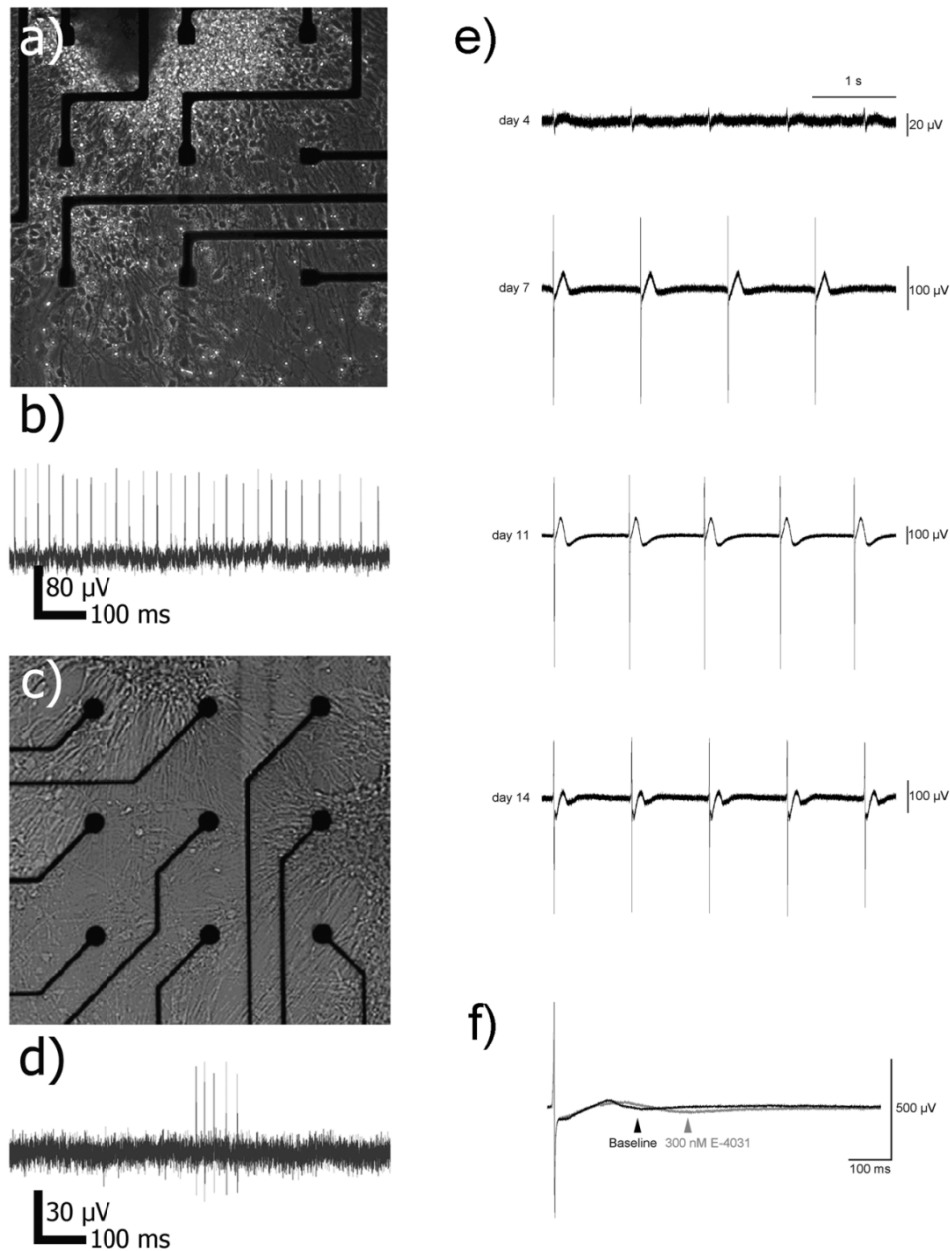 a)
b)
80 µV
100 ms
c)
d)
30 µV
100 ms
e)
1 s
day 4
20 µV
day 7
100 µV
day 11
100 µV
day 14
100 µV
f)
500 µV
Baseline
300 nM E-4031
100 ms